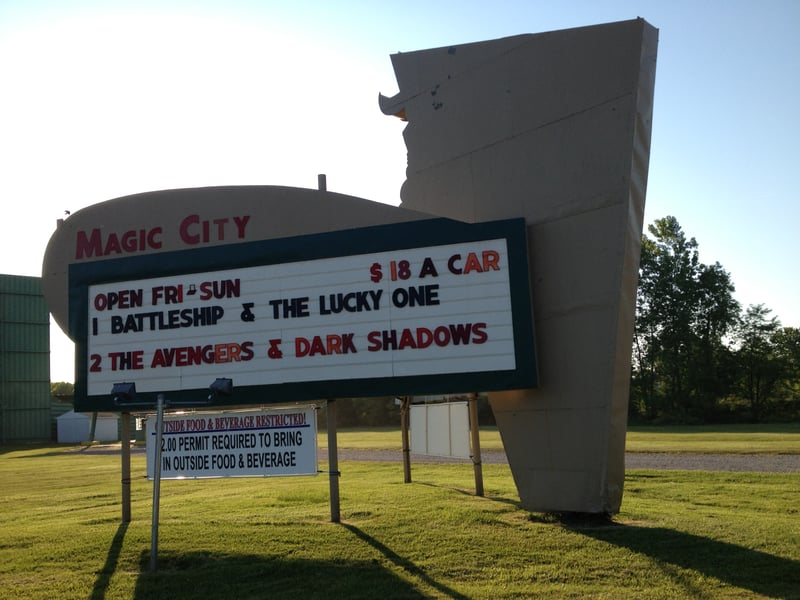 MAGIC CITY
OPEN FRI-SUN $18 A CAR
1 BATTLESHIP & THE LUCKY ONE
2 THE AVENGERS & DARK SHADOWS
FOOD & BEVERAGE RESTRICTED!
2.00 PERMIT REQUIRED TO BRING
IN OUTSIDE FOOD & BEVERAGE